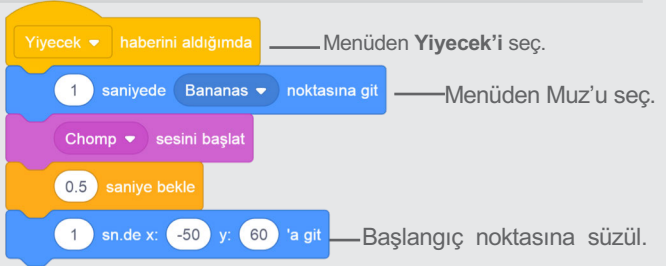 Yiyecek haberini aldığımda Menüden Yiyecek’i seç.
1 saniyede Bananas noktasına git Menüden Muz’u seç.
Chomp sesini başlat
0.5 saniye bekle
1 sn.de x: -50 y: 60 'a git Başlangıç noktasına süzül.